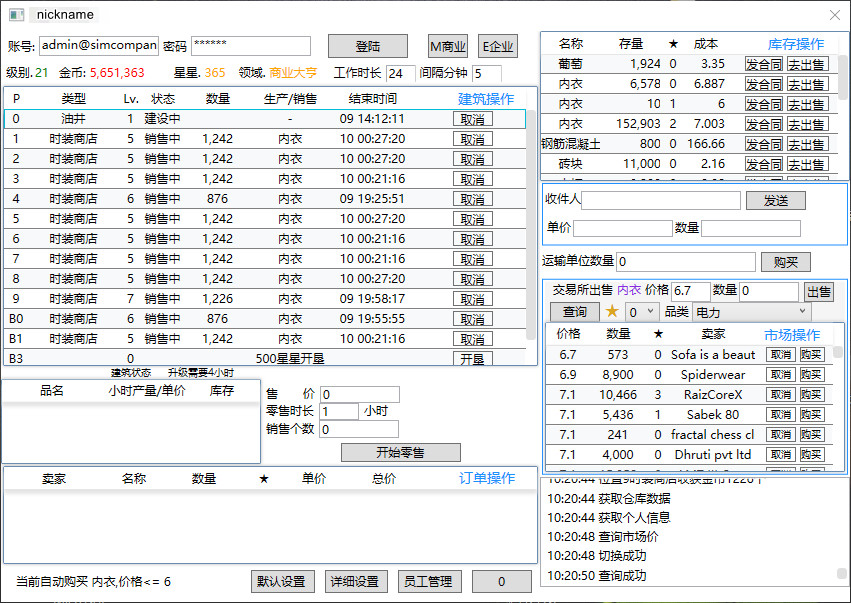 nickname
账号: admin@simcompan 密码 ****** 登陆 M商业 E企业
级别.21 金币: 5,651,363 星星. 365 领域. 商业大亨 工作时长 24 间隔分钟 5
P 类型 Lv. 状态 数量 生产/销售 结束时间 建筑操作
0 油井 1 建设中 - 09 14:12:11 取消
1 时装商店 5 销售中 1,242 内衣 10 00:27:20 取消
2 时装商店 5 销售中 1,242 内衣 10 00:27:20 取消
3 时装商店 5 销售中 1,242 内衣 10 00:21:16 取消
4 时装商店 6 销售中 876 内衣 09 19:25:51 取消
5 时装商店 5 销售中 1,242 内衣 10 00:27:20 取消
6 时装商店 5 销售中 1,242 内衣 10 00:21:16 取消
7 时装商店 5 销售中 1,242 内衣 10 00:21:16 取消
8 时装商店 5 销售中 1,242 内衣 10 00:27:20 取消
9 时装商店 7 销售中 1,226 内衣 09 19:58:17 取消
B0 时装商店 6 销售中 876 内衣 09 19:55:55 取消
B1 时装商店 5 销售中 1,242 内衣 10 00:21:16 取消
B3 0 500星星开垦 开垦
建筑状态 升级需要4小时
品名 小时产量/单价 库存
售 价 0
零售时长 1 小时
销售个数 0
开始零售
卖家 名称 数量 ★ 单价 总价 订单操作
当前自动购买 内衣,价格<= 6 默认设置 详细设置 员工管理 0
名称 存量 ★ 成本 库存操作
葡萄 1,924 0 3.35 发合同 去出售
内衣 6,578 0 6.887 发合同 去出售
内衣 10 1 6 发合同 去出售
内衣 152,903 2 7.003 发合同 去出售
钢筋混凝土 800 0 166.66 发合同 去出售
砖块 11,000 0 2.16 发合同 去出售
收件人 发送
单价 数量
运输单位数量 0 购买
交易所出售 内衣 价格 6.7 数量 0 出售
查询 ★ 0 品类 电力
价格 数量 ★ 卖家 市场操作
6.7 573 0 Sofa is a beaut 取消 购买
6.9 8,900 0 Spiderwear 取消 购买
7.1 10,466 3 RaizCoreX 取消 购买
7.1 5,436 1 Sabek 80 取消 购买
7.1 241 0 fractal chess cl 取消 购买
7.1 4,000 0 Dhruti pvt ltd 取消 购买
10:20:44 位置9时装商店收获金币1226个
10:20:44 获取仓库数据
10:20:44 获取个人信息
10:20:48 查询市场价
10:20:48 切换成功
10:20:50 查询成功